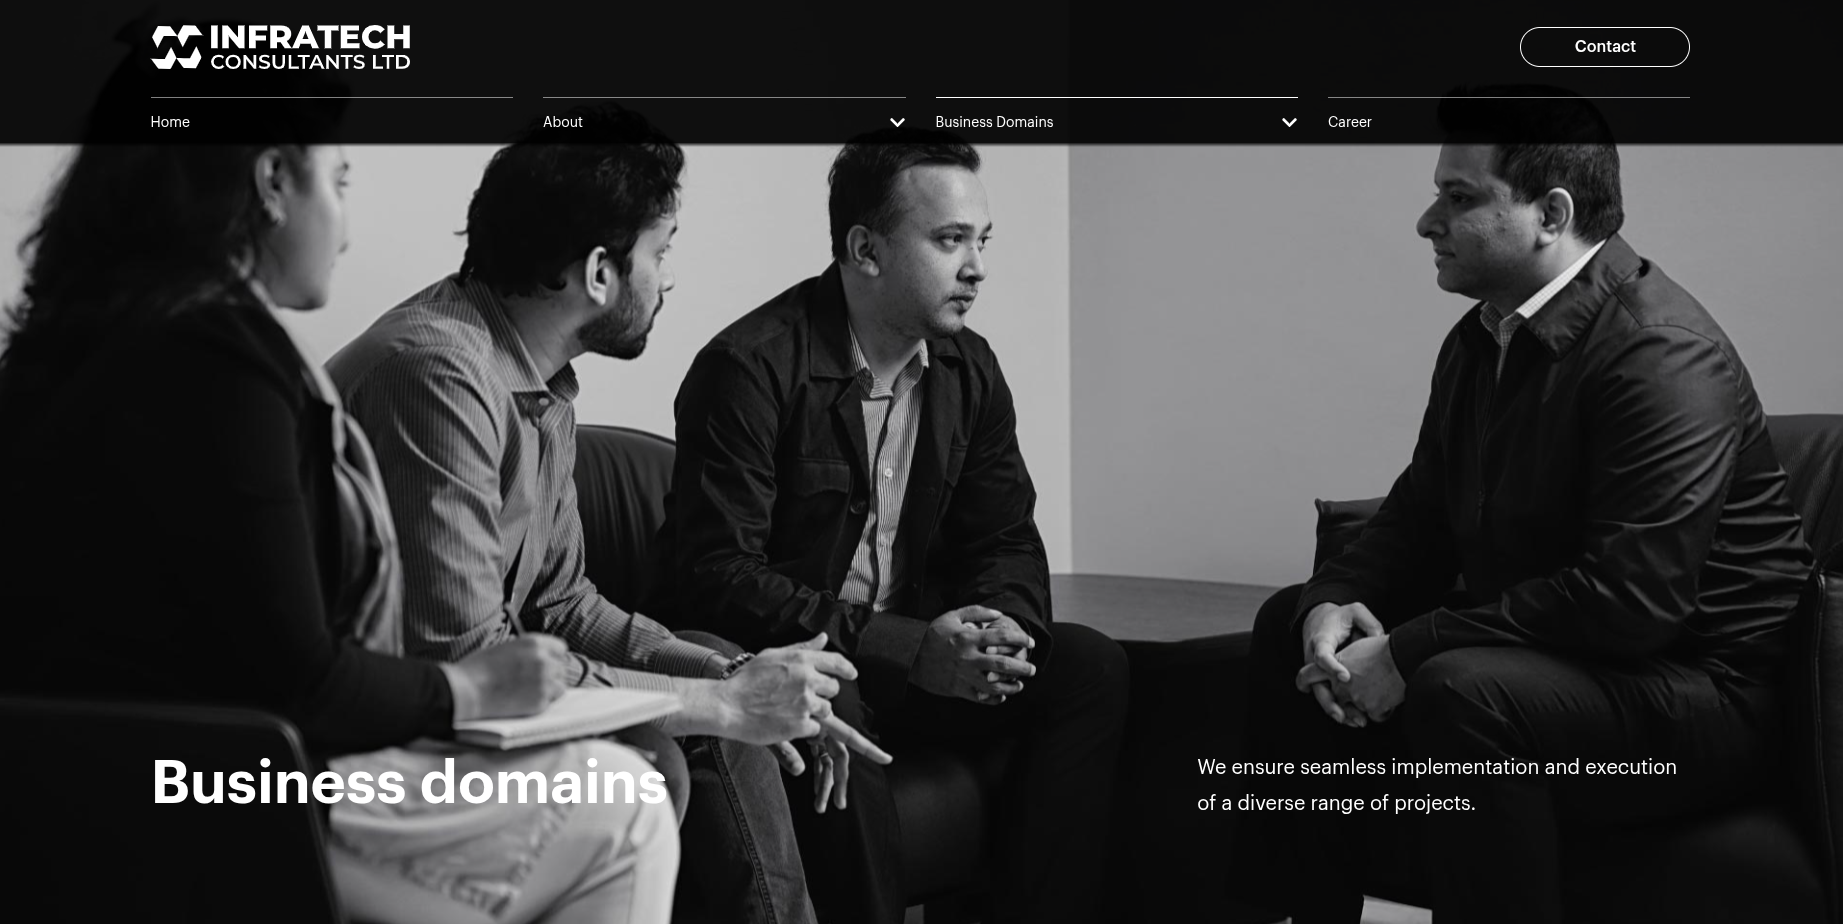 INFRATECH
CONSULTANTS LTD
Contact
Home
About
Business Domains
Career
Business domains
We ensure seamless implementation and execution
of a diverse range of projects.